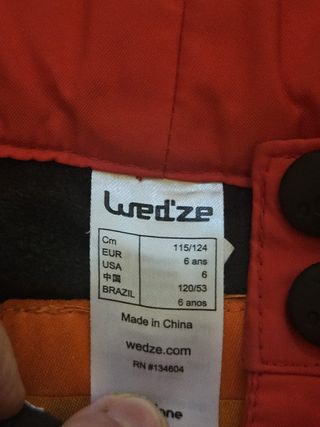 Wed'ze
Cm 115/124
EUR 6 ans
USA 6
中国 120/53
BRAZIL 6 anos
Made in China
wedze.com
RN #134604